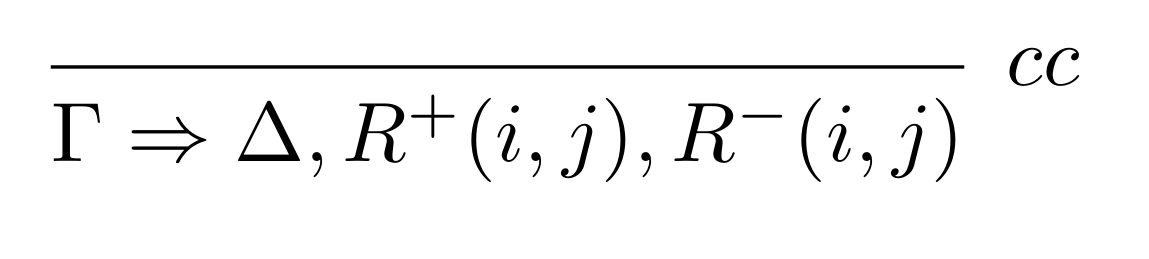 cc
Γ ⇒ Δ, R⁺(i, j), R⁻(i, j)